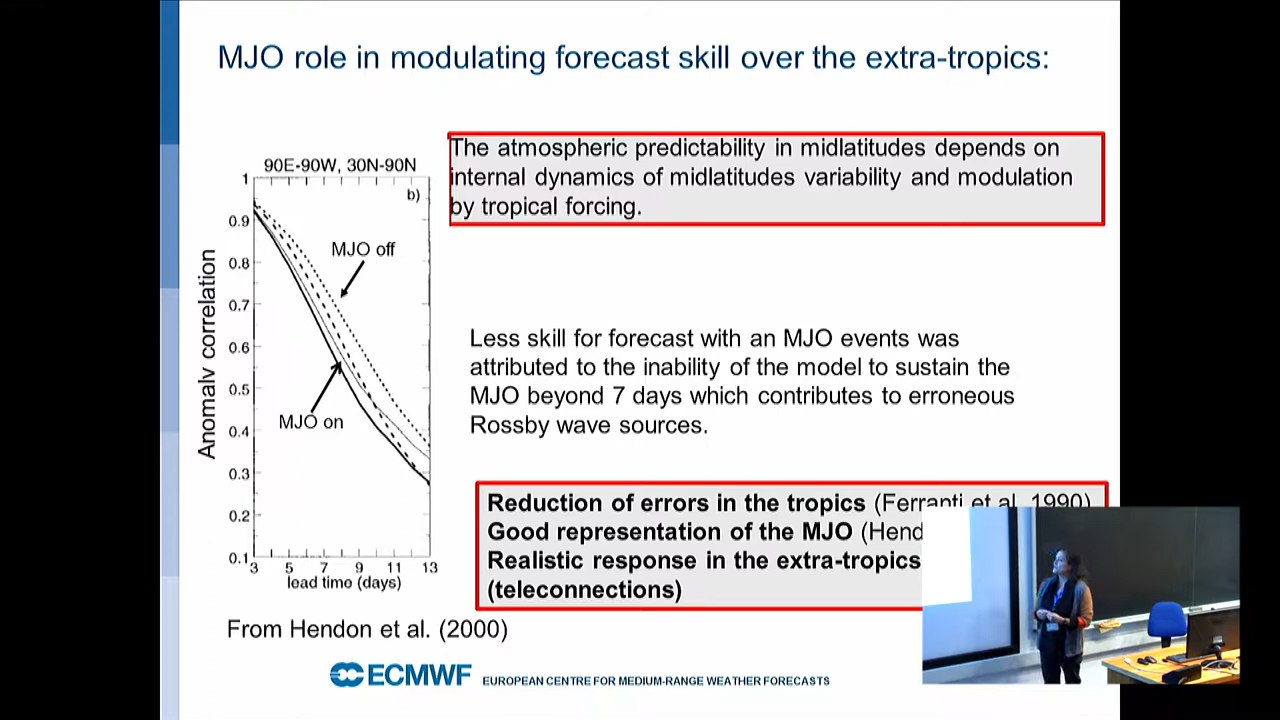 MJO role in modulating forecast skill over the extra-tropics:
The atmospheric predictability in midlatitudes depends on
internal dynamics of midlatitudes variability and modulation
by tropical forcing.
90E-90W, 30N-90N
b)
MJO off
MJO on
Anomaly correlation
1
0.9
0.8
0.7
0.6
0.5
0.4
0.3
0.2
0.1
3 5 7 9 11 13
lead time (days)
Less skill for forecast with an MJO events was
attributed to the inability of the model to sustain the
MJO beyond 7 days which contributes to erroneous
Rossby wave sources.
Reduction of errors in the tropics (Ferranti et al. 1990)
Good representation of the MJO (Hend
Realistic response in the extra-tropics
(teleconnections)
From Hendon et al. (2000)
ECMWF EUROPEAN CENTRE FOR MEDIUM-RANGE WEATHER FORECASTS